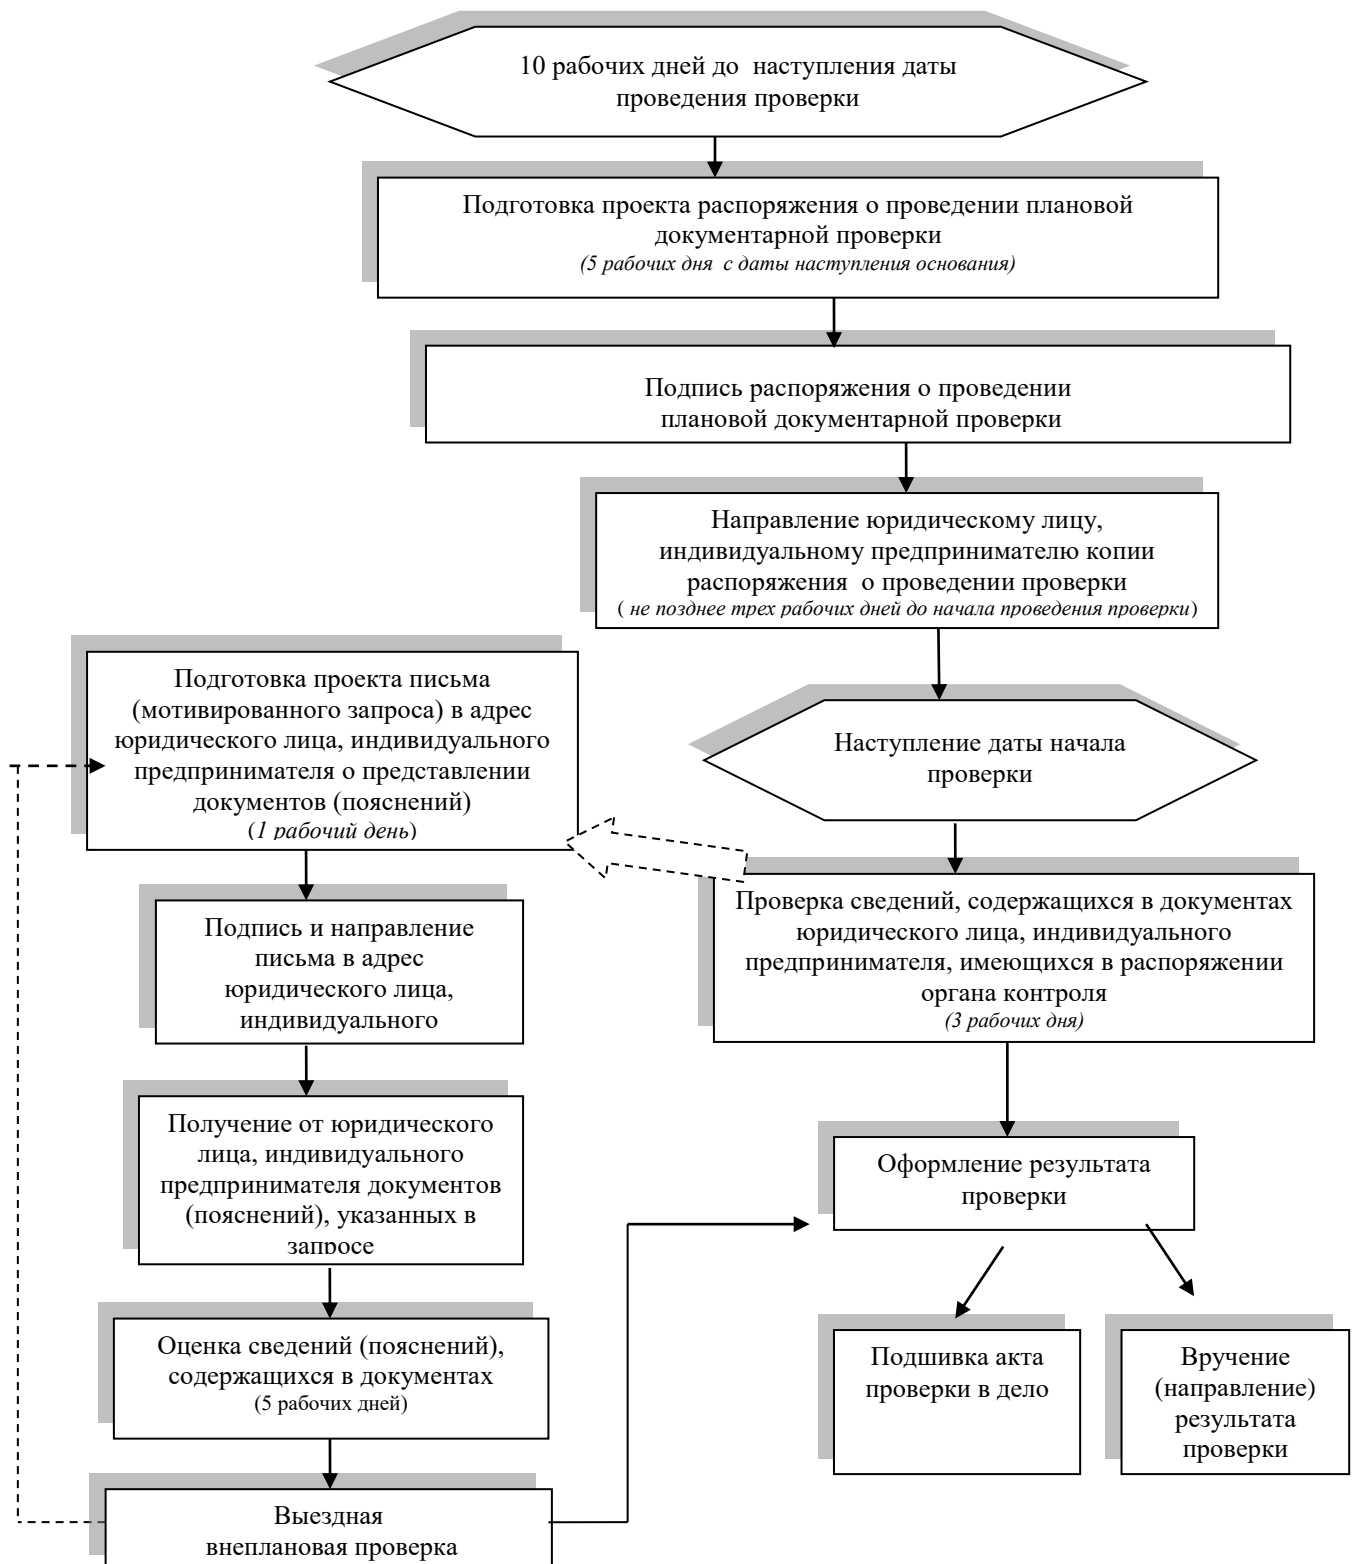 10 рабочих дней до наступления даты
проведения проверки
Подготовка проекта распоряжения о проведении плановой
документарной проверки
(5 рабочих дня с даты наступления основания)
Подпись распоряжения о проведении
плановой документарной проверки
Направление юридическому лицу,
индивидуальному предпринимателю копии
распоряжения о проведении проверки
( не позднее трех рабочих дней до начала проведения проверки)
Наступление даты начала
проверки
Подготовка проекта письма
(мотивированного запроса) в адрес
юридического лица, индивидуального
предпринимателя о представлении
документов (пояснений)
(1 рабочий день)
Проверка сведений, содержащихся в документах
юридического лица, индивидуального
предпринимателя, имеющихся в распоряжении
органа контроля
(3 рабочих дня)
Подпись и направление
письма в адрес
юридического лица,
индивидуального
Получение от юридического
лица, индивидуального
предпринимателя документов
(пояснений), указанных в
запросе
Оформление результата
проверки
Оценка сведений (пояснений),
содержащихся в документах
(5 рабочих дней)
Подшивка акта
проверки в дело
Вручение
(направление)
результата
проверки
Выездная
внеплановая проверка